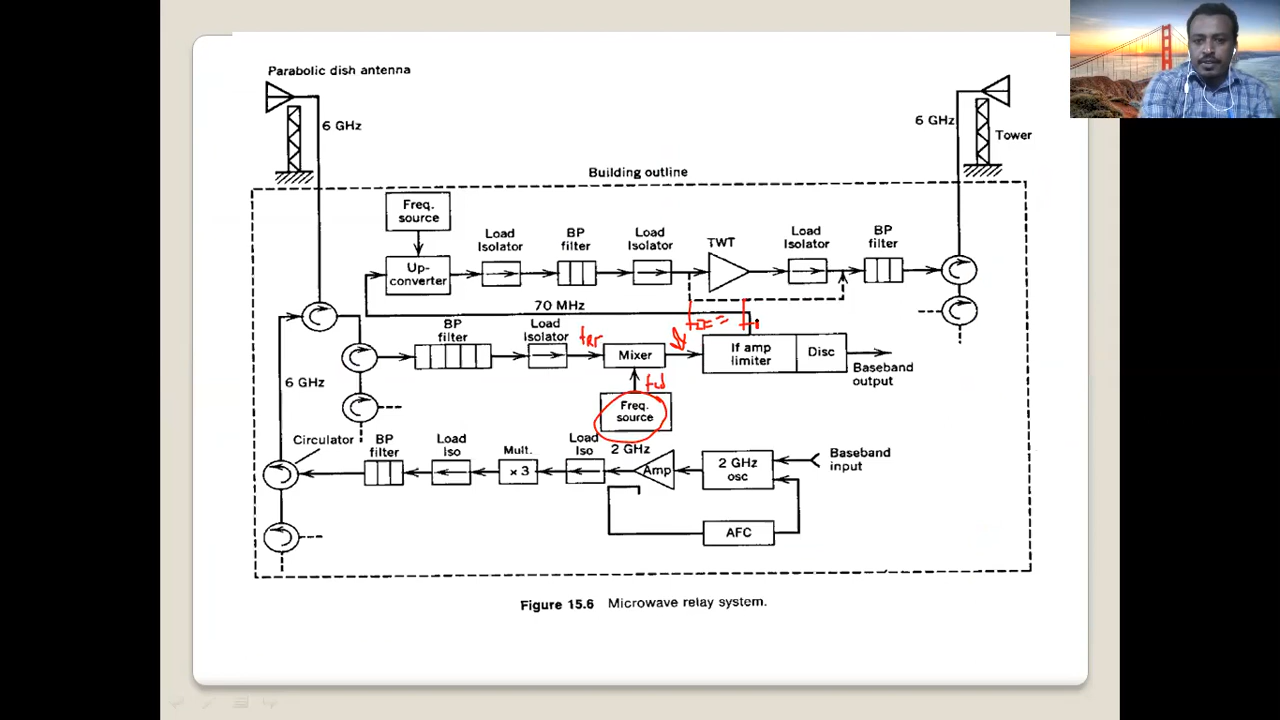 Parabolic dish antenna
6 GHz
6 GHz
Tower
Building outline
Freq.
source
Load
Isolator
BP
filter
Load
Isolator
TWT
Load
Isolator
BP
filter
Up-
converter
70 MHz
BP
filter
Load
Isolator
Mixer
If amp
limiter
Disc
Baseband
output
6 GHz
Freq.
source
Circulator
BP
filter
Load
Iso
Mult.
x 3
Load
Iso
2 GHz
Amp
2 GHz
osc
Baseband
input
AFC
Figure 15.6 Microwave relay system.